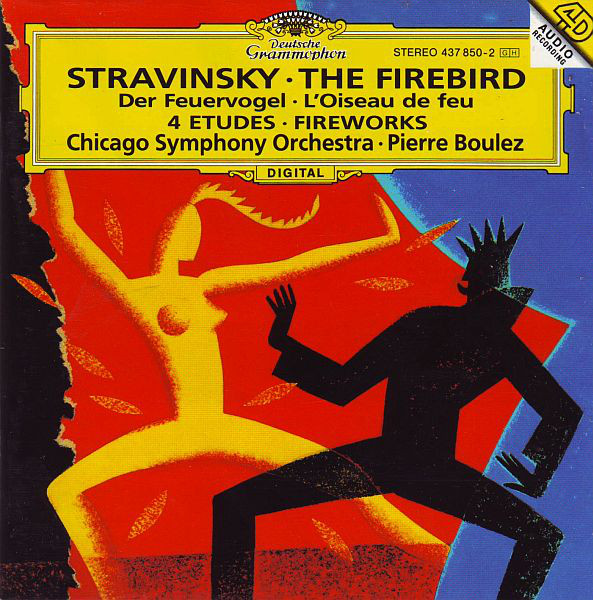 Deutsche
Grammophon
STEREO 437 850-2 GH
4D
AUDIO
RECORDING
STRAVINSKY · THE FIREBIRD
Der Feuervogel · L'Oiseau de feu
4 ETUDES · FIREWORKS
Chicago Symphony Orchestra · Pierre Boulez
DIGITAL